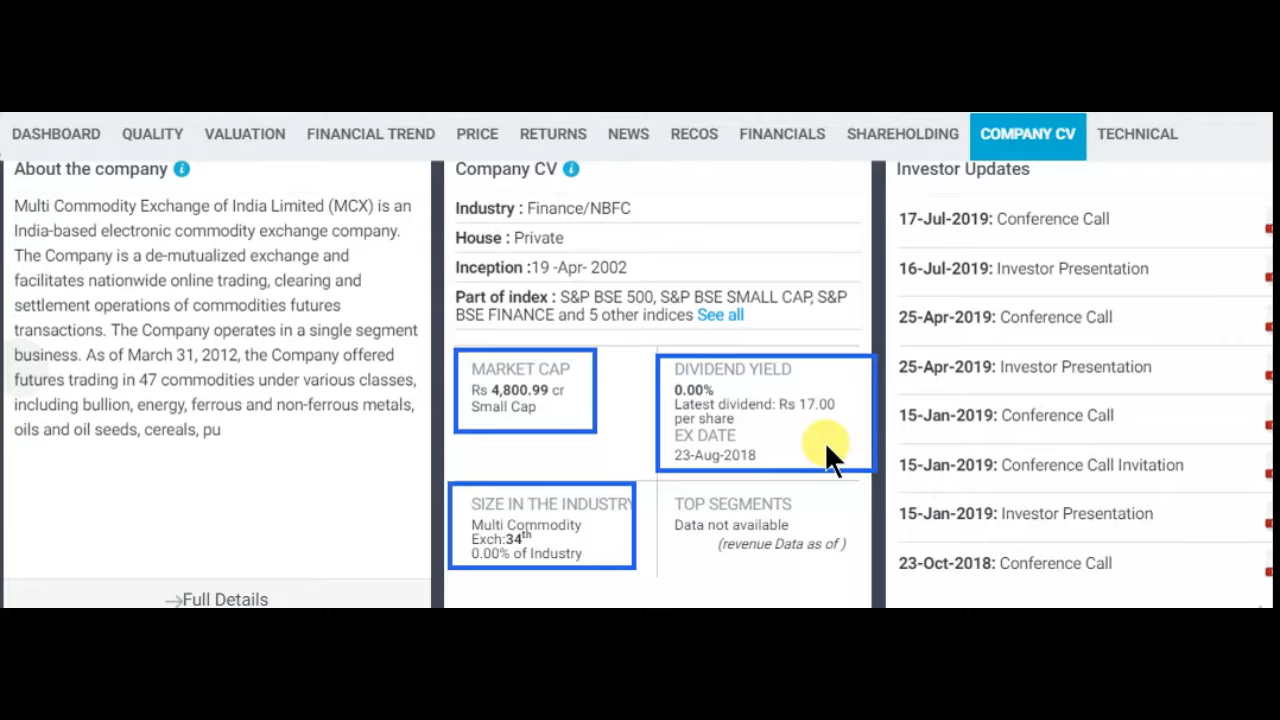 DASHBOARD QUALITY VALUATION FINANCIAL TREND PRICE RETURNS NEWS RECOS FINANCIALS SHAREHOLDING COMPANY CV TECHNICAL
About the company
Multi Commodity Exchange of India Limited (MCX) is an
India-based electronic commodity exchange company.
The Company is a de-mutualized exchange and
facilitates nationwide online trading, clearing and
settlement operations of commodities futures
transactions. The Company operates in a single segment
business. As of March 31, 2012, the Company offered
futures trading in 47 commodities under various classes,
including bullion, energy, ferrous and non-ferrous metals,
oils and oil seeds, cereals, pu
→Full Details
Company CV
Industry : Finance/NBFC
House : Private
Inception :19 -Apr- 2002
Part of index : S&P BSE 500, S&P BSE SMALL CAP, S&P
BSE FINANCE and 5 other indices See all
MARKET CAP
Rs 4,800.99 cr
Small Cap
DIVIDEND YIELD
0.00%
Latest dividend: Rs 17.00
per share
EX DATE
23-Aug-2018
SIZE IN THE INDUSTRY
Multi Commodity
Exch:34th
0.00% of Industry
TOP SEGMENTS
Data not available
(revenue Data as of )
Investor Updates
17-Jul-2019: Conference Call
16-Jul-2019: Investor Presentation
25-Apr-2019: Conference Call
25-Apr-2019: Investor Presentation
15-Jan-2019: Conference Call
15-Jan-2019: Conference Call Invitation
15-Jan-2019: Investor Presentation
23-Oct-2018: Conference Call